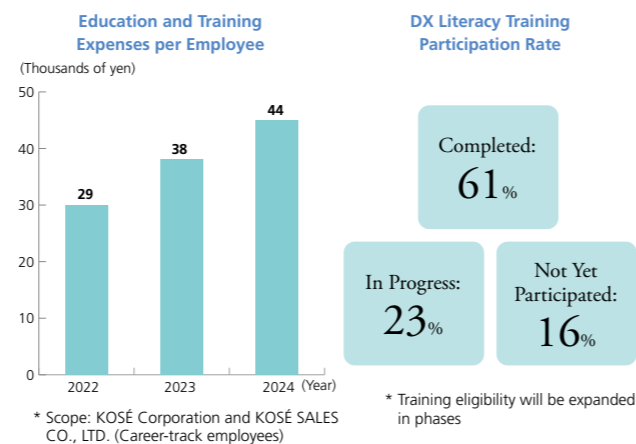 Education and Training
Expenses per Employee
(Thousands of yen)
50
40
30
20
10
0
29
38
44
2022
2023
2024
(Year)
* Scope: KOSÉ Corporation and KOSÉ SALES
CO., LTD. (Career-track employees)
DX Literacy Training
Participation Rate
Completed:
61%
In Progress:
23%
Not Yet
Participated:
16%
* Training eligibility will be expanded
in phases